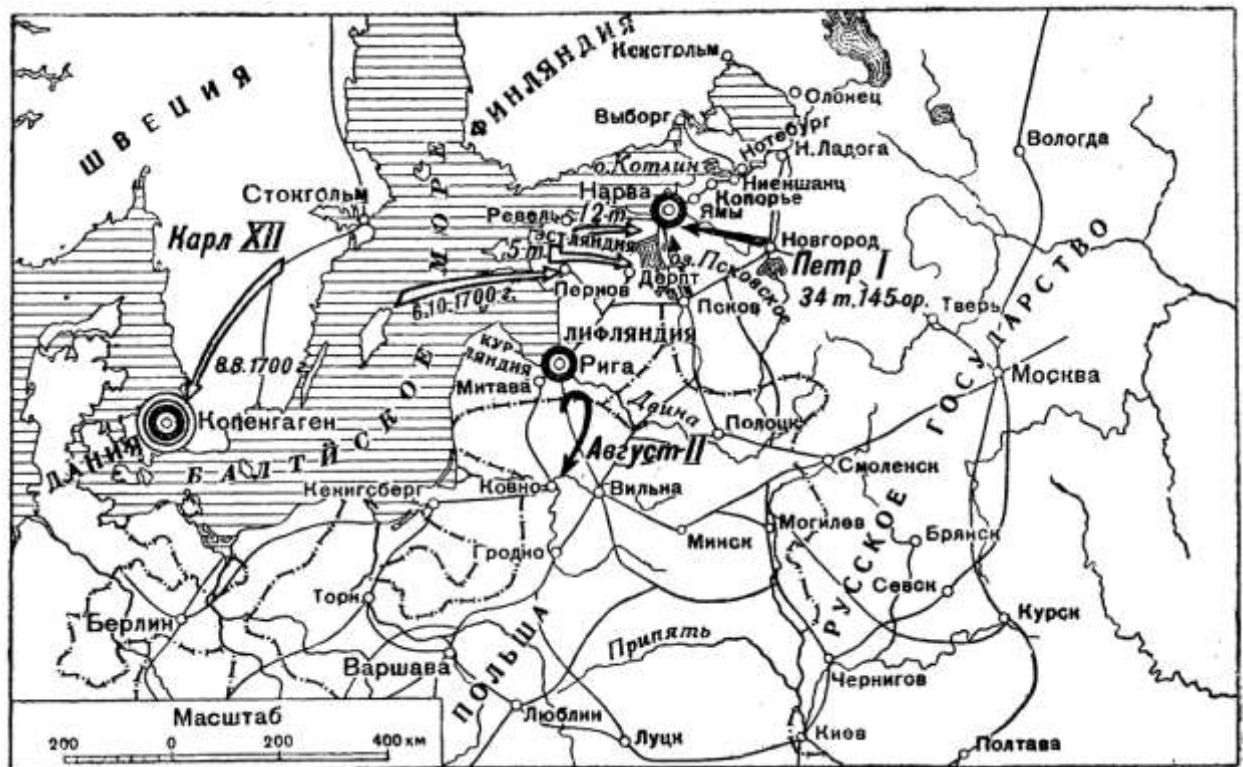 ШВЕЦИЯ
ФИНЛЯНДИЯ
Кекстольм
Олонец
Выборг
Нотебург
Н. Ладога
Вологда
о. Котлин
Ниеншанц
Стокгольм
Нарва
Копорье
Ямы
Ревель
12 т.
ЭСТЛЯНДИЯ
Новгород
Карл XII
5 т.
оз. Псковское
Петр I
34 т. 145 ор.
Дерпт
Пернов
Псков
6.10.1700 г.
Тверь
ЛИФЛЯНДИЯ
8.8.1700 г.
КУРЛЯНДИЯ
Рига
Митава
Москва
Двина
Полоцк
Копенгаген
ДАНИЯ
БАЛТИЙСКОЕ МОРЕ
Август II
Смоленск
РУССКОЕ ГОСУДАРСТВО
Кенигсберг
Ковно
Вильна
Минск
Могилев
Брянск
Гродно
Севск
Торн
Берлин
Курск
Варшава
ПОЛЬША
Припять
Чернигов
Люблин
Луцк
Киев
Полтава
Масштаб
200 0 200 400 км